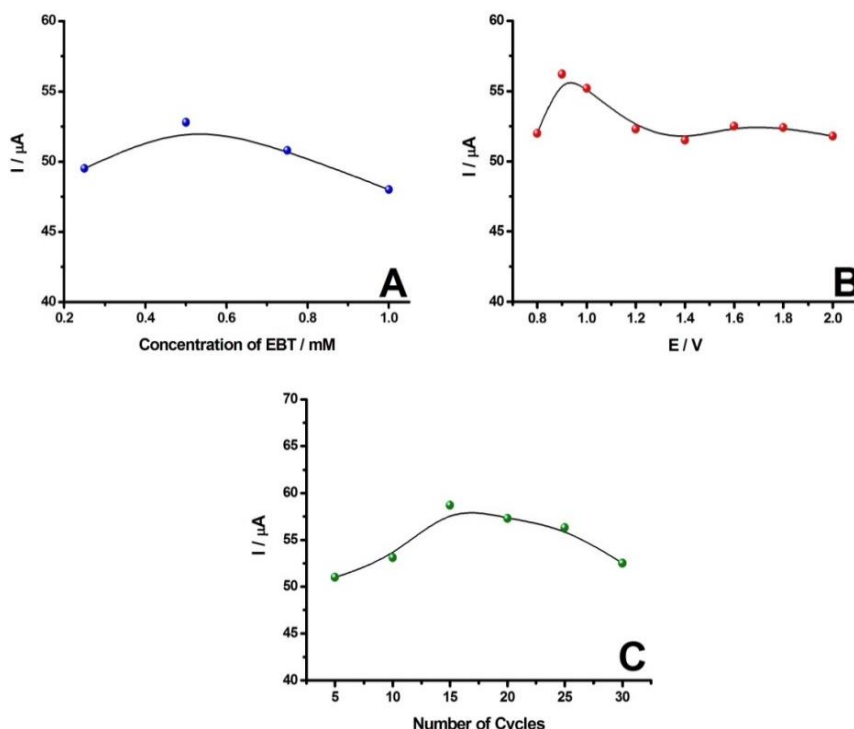 60
55
I / μA
50
45
40
0.2 0.4 0.6 0.8 1.0
Concentration of EBT / mM
A
60
55
I / μA
50
45
40
0.8 1.0 1.2 1.4 1.6 1.8 2.0
E / V
B
70
65
60
I / μA
55
50
45
40
5 10 15 20 25 30
Number of Cycles
C